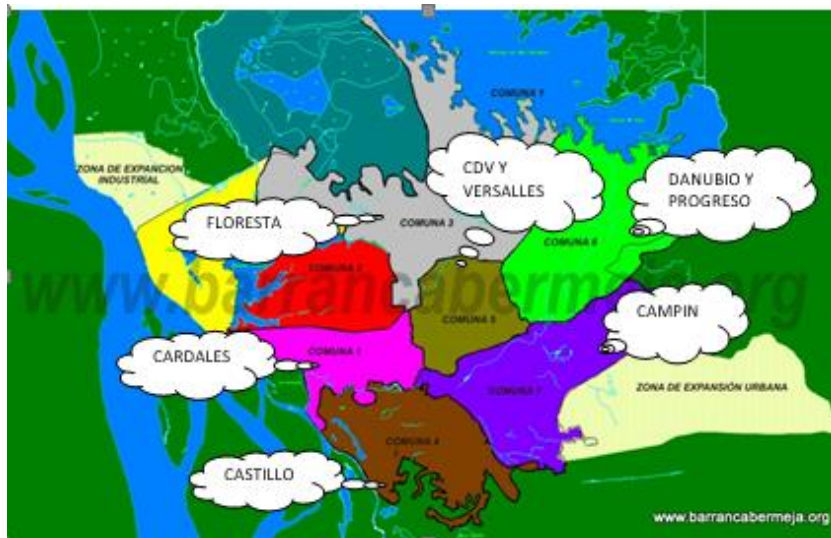 COMUNA Y
ZONA DE EXPANCION
INDUSTRIAL
CDV Y
VERSALLES
DANUBIO Y
PROGRESO
FLORESTA
COMUNA 3
COMUNA 6
COMUNA 2
www.barrancabermeja.org
CAMPIN
COMUNA 5
CARDALES
COMUNA 1
COMUNA 7
ZONA DE EXPANSIÓN URBANA
COMUNA 4
CASTILLO
www.barrancabermeja.org